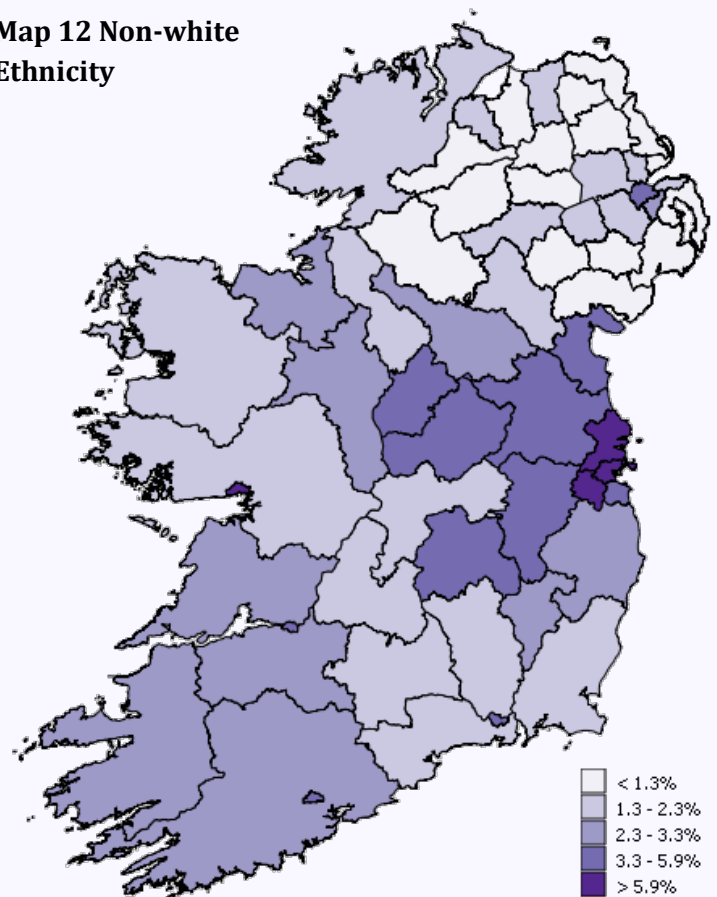 Map 12 Non-white
Ethnicity
< 1.3%
1.3 - 2.3%
2.3 - 3.3%
3.3 - 5.9%
> 5.9%